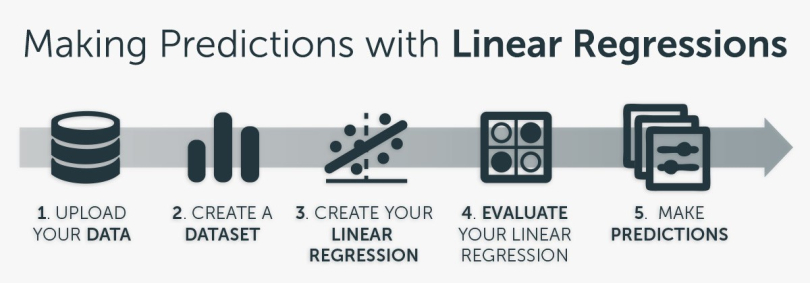 Making Predictions with Linear Regressions
1. UPLOAD
YOUR DATA
2. CREATE A
DATASET
3. CREATE YOUR
LINEAR
REGRESSION
4. EVALUATE
YOUR LINEAR
REGRESSION
5. MAKE
PREDICTIONS